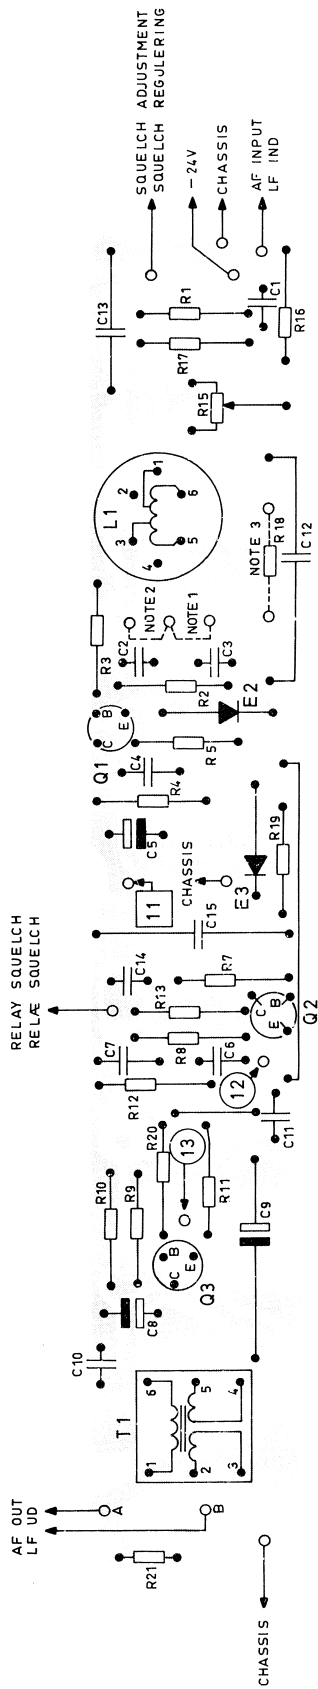 SQUELCH ADJUSTMENT
SQUELCH REGULERING
-24V
CHASSIS
AF INPUT
LF IND
C13
R1
R17
C1
R16
R15
L1
1
2
3
4
5
6
NOTE 3
R18
C12
NOTE 2
NOTE 1
R3
C2
C3
R2
E2
Q1
C
B
E
R5
C4
R4
C5
11
CHASSIS
C15
E3
R19
RELAY SQUELCH
RELÆ SQUELCH
C14
R7
R13
C7
R8
C6
R12
12
C
B
E
Q2
C11
R20
13
R11
R10
R9
B
C
E
Q3
C9
C8
C10
T1
6
5
4
1
2
3
AF OUT
LF UD
A
B
R21
CHASSIS